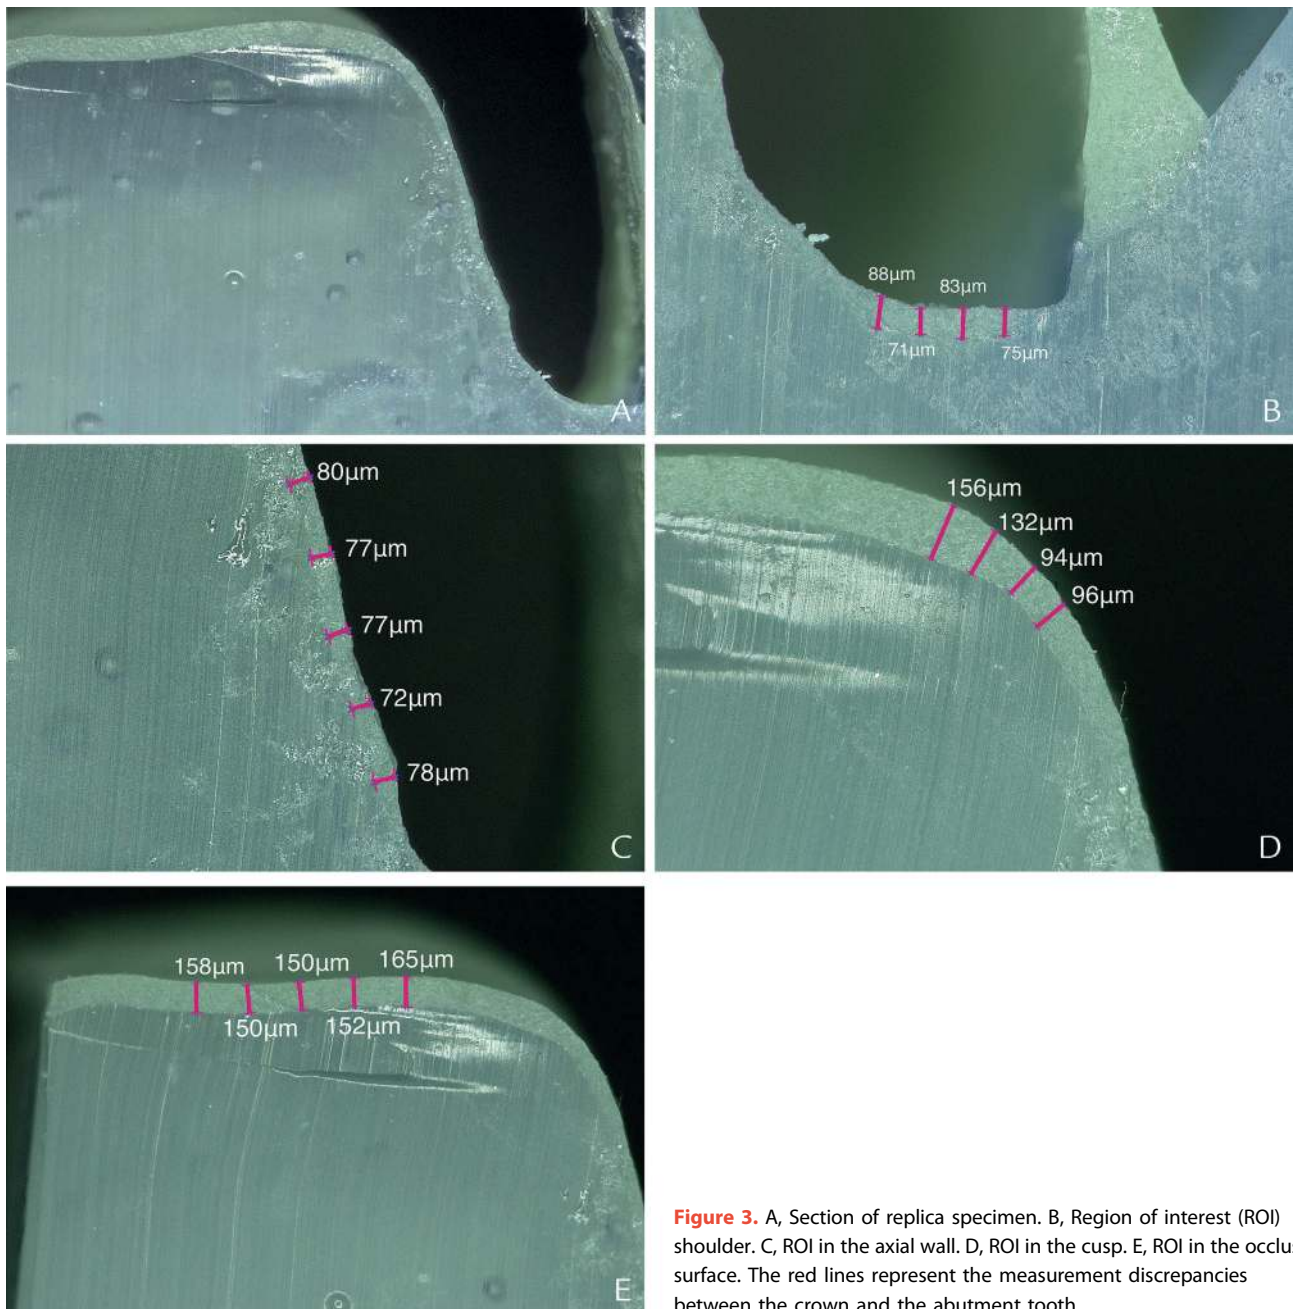 A
88µm
83µm
71µm
75µm
B
80µm
77µm
77µm
72µm
78µm
C
156µm
132µm
94µm
96µm
D
158µm
150µm
165µm
150µm
152µm
E
Figure 3. A, Section of replica specimen. B, Region of interest (ROI)
shoulder. C, ROI in the axial wall. D, ROI in the cusp. E, ROI in the
surface. The red lines represent the measurement discrepancies
between the crown and the abutment tooth.